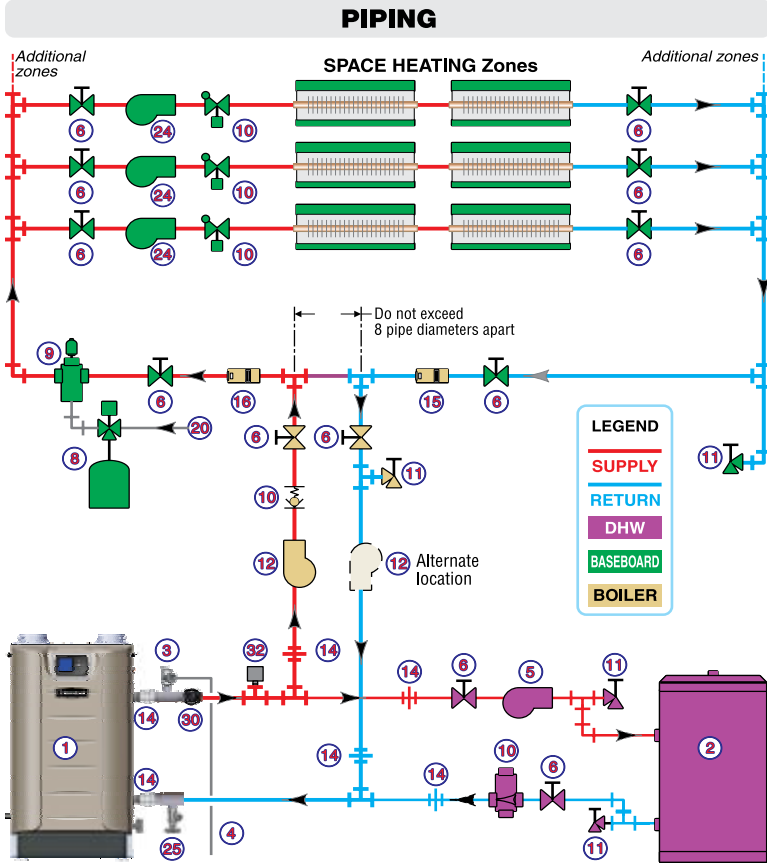 PIPING
Additional
zones
SPACE HEATING Zones
Additional zones
6 24 10 6
6 24 10 6
6 24 10 6
Do not exceed
8 pipe diameters apart
9
6 16 15 6
8 20
6 6
11
10
12
12 Alternate
location
11
LEGEND
SUPPLY
RETURN
DHW
BASEBOARD
BOILER
3
32
14
14 6 5 11
14
30
1
2
14
14
14
10
6
25
4
11